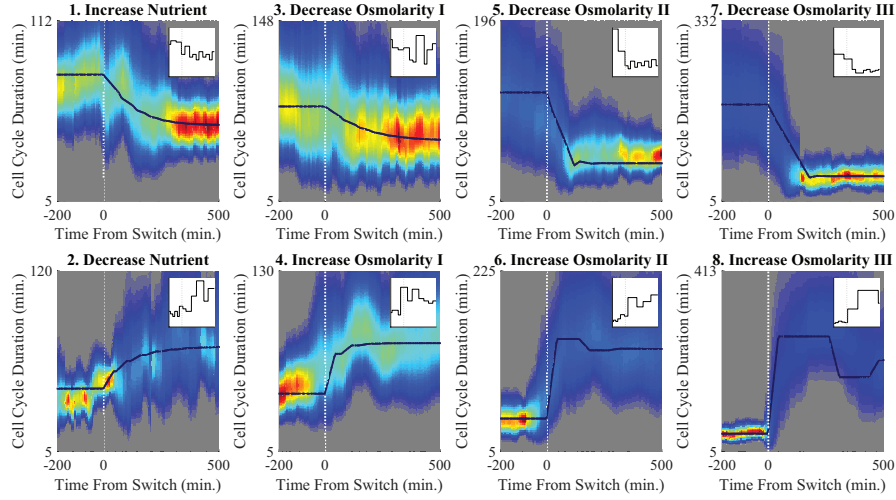 1. Increase Nutrient
3. Decrease Osmolarity I
5. Decrease Osmolarity II
7. Decrease Osmolarity III
Cell Cycle Duration (min.)
112
5
-200
0
500
Time From Switch (min.)
Cell Cycle Duration (min.)
148
5
-200
0
500
Time From Switch (min.)
Cell Cycle Duration (min.)
196
5
-200
0
500
Time From Switch (min.)
Cell Cycle Duration (min.)
332
5
-200
0
500
Time From Switch (min.)
2. Decrease Nutrient
4. Increase Osmolarity I
6. Increase Osmolarity II
8. Increase Osmolarity III
Cell Cycle Duration (min.)
120
5
-200
0
500
Time From Switch (min.)
Cell Cycle Duration (min.)
130
5
-200
0
500
Time From Switch (min.)
Cell Cycle Duration (min.)
225
5
-200
0
500
Time From Switch (min.)
Cell Cycle Duration (min.)
413
5
-200
0
500
Time From Switch (min.)